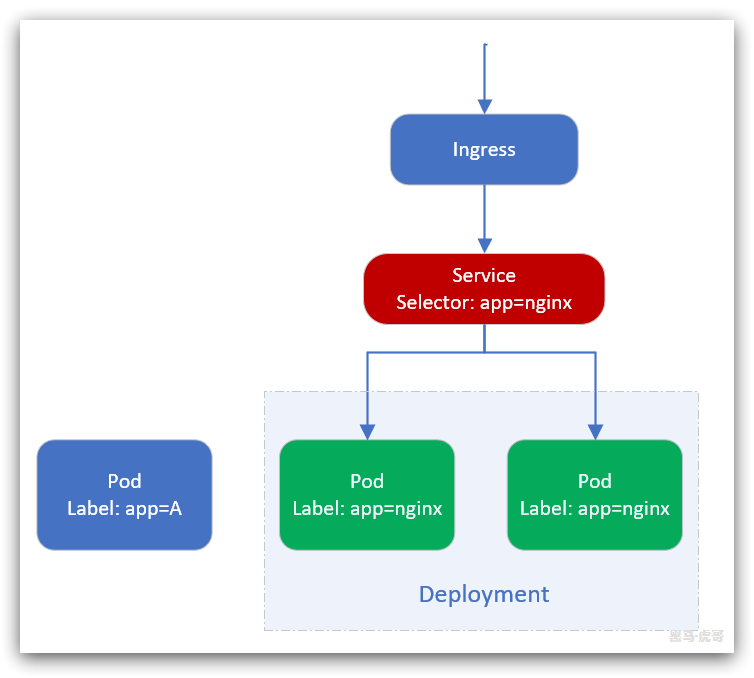 Ingress
Service
Selector: app=nginx
Pod
Label: app=A
Pod
Label: app=nginx
Pod
Label: app=nginx
Deployment
黑马虎哥